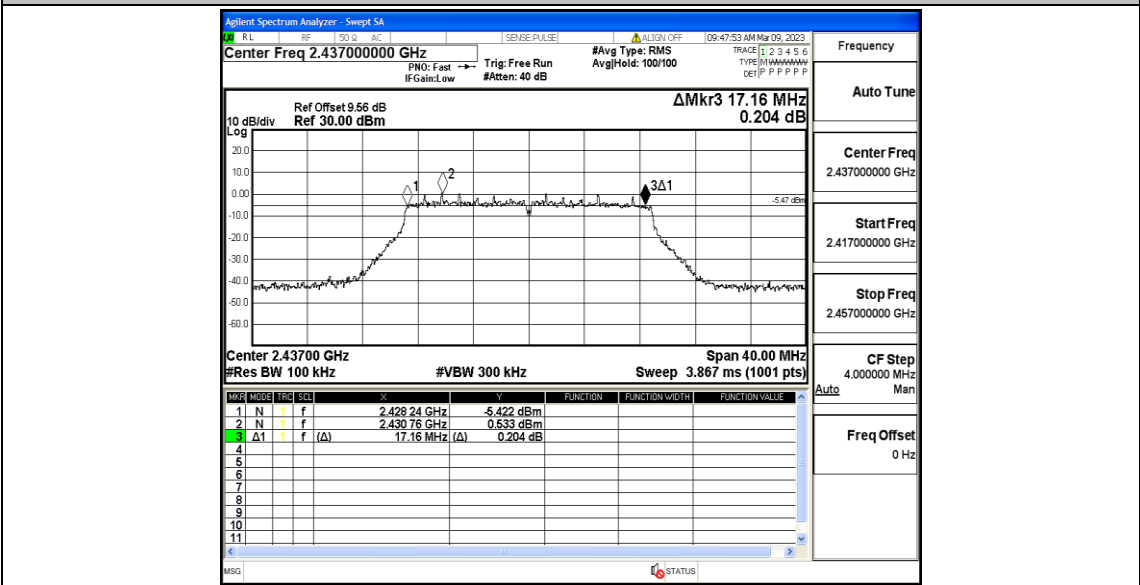 Agilent Spectrum Analyzer - Swept SA
RL RF 50 Ω AC SENSE:PULSE ALIGN OFF 09:47:53 AM Mar 09, 2023
Center Freq 2.437000000 GHz
PNO: Fast
IFGain:Low
Trig: Free Run
#Atten: 40 dB
#Avg Type: RMS
Avg|Hold: 100/100
TRACE 1 2 3 4 5 6
TYPE M WWWWW
DET P P P P P P
Frequency
ΔMkr3 17.16 MHz
0.204 dB
Ref Offset 9.56 dB
10 dB/div Ref 30.00 dBm
Log
20.0
10.0
0.00
-10.0
-20.0
-30.0
-40.0
-50.0
-60.0
1
2
3Δ1
-5.47 dBm
Center 2.43700 GHz Span 40.00 MHz
#Res BW 100 kHz #VBW 300 kHz Sweep 3.867 ms (1001 pts)
MKR MODE TRC SCL X Y FUNCTION FUNCTION WIDTH FUNCTION VALUE
1 N 1 f 2.428 24 GHz -5.422 dBm
2 N 1 f 2.430 76 GHz 0.533 dBm
3 Δ1 1 f (Δ) 17.16 MHz (Δ) 0.204 dB
4
5
6
7
8
9
10
11
Auto Tune
Center Freq
2.437000000 GHz
Start Freq
2.417000000 GHz
Stop Freq
2.457000000 GHz
CF Step
4.000000 MHz
Auto Man
Freq Offset
0 Hz
MSG STATUS